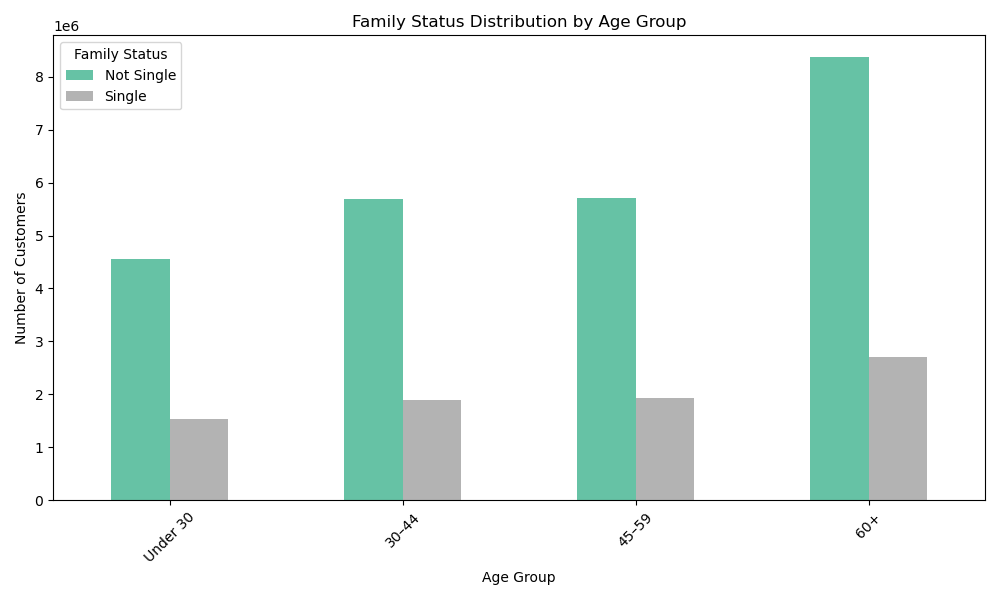 Family Status Distribution by Age Group
1e6
Family Status
Not Single
Single
Number of Customers
8
7
6
5
4
3
2
1
0
Under 30
30–44
45–59
60+
Age Group